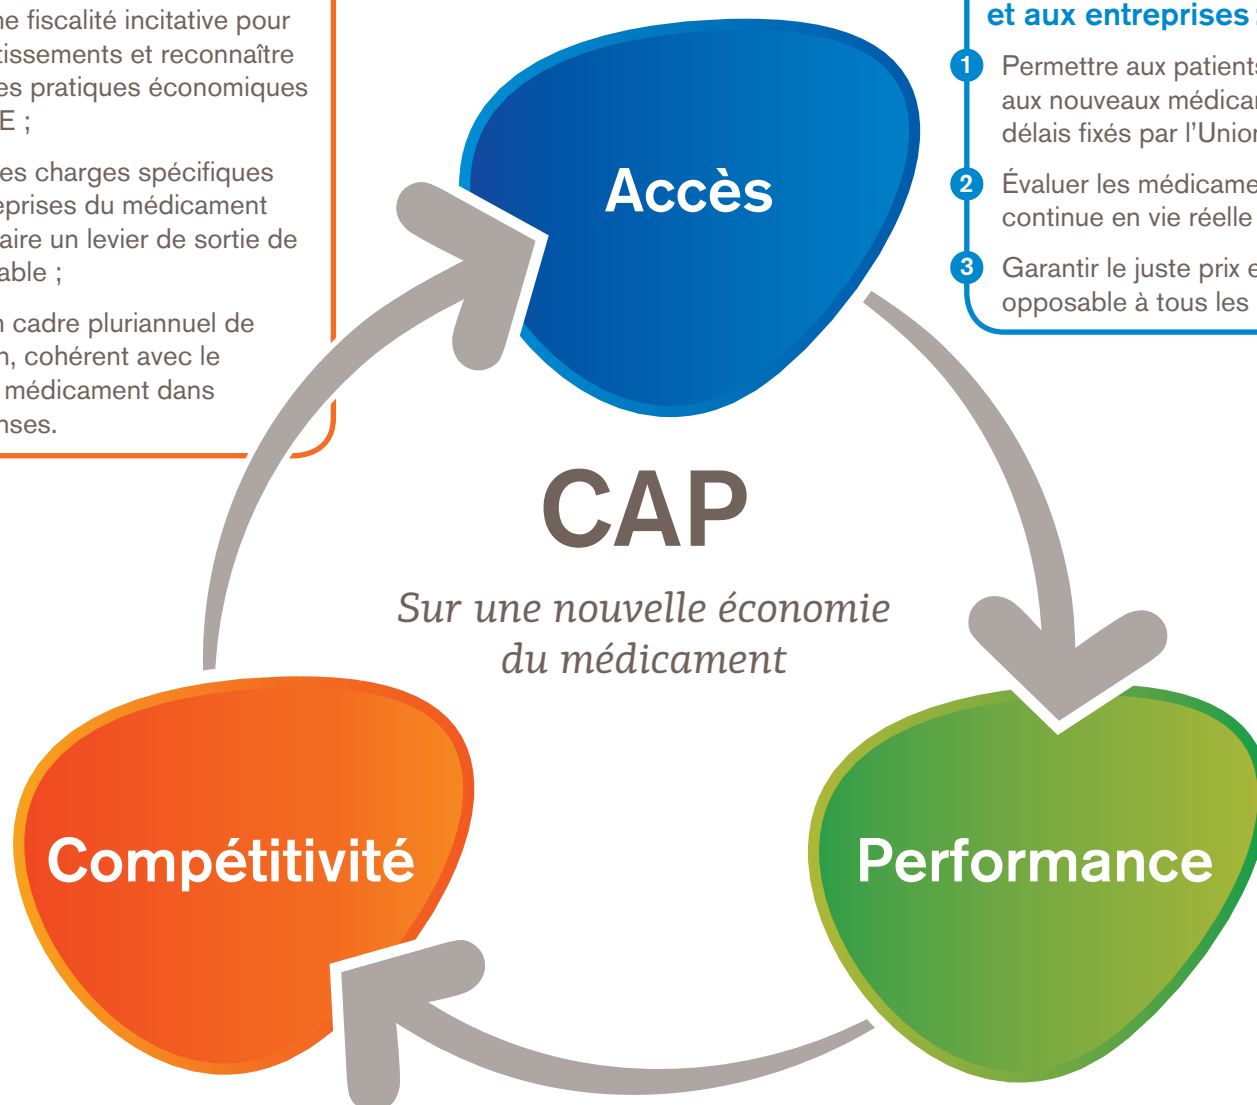 ne fiscalité incitative pour
tissements et reconnaître
es pratiques économiques
E ;
es charges spécifiques
eprises du médicament
aire un levier de sortie de
able ;
n cadre pluriannuel de
n, cohérent avec le
médicament dans
nses.
et aux entreprises :
1 Permettre aux patients
aux nouveaux médicam
délais fixés par l'Union
2 Évaluer les médicame
continue en vie réelle
3 Garantir le juste prix e
opposable à tous les
Accès
CAP
Sur une nouvelle économie
du médicament
Compétitivité
Performance